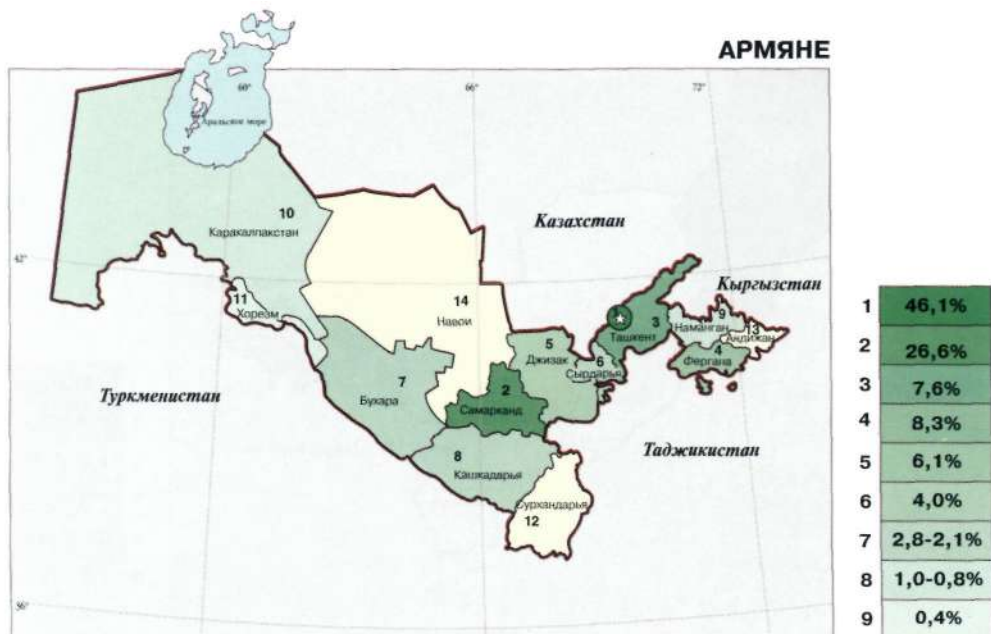 АРМЯНЕ
60°
66°
72°
Аральское море
10
Каракалпакстан
Казахстан
42°
Кыргызстан
11
Хорезм
14
Навои
1
3
Ташкент
9
Наманган
13
Андижан
4
Фергана
5
Джизак
6
Сырдарья
7
Бухара
Туркменистан
2
Самарканд
Таджикистан
8
Кашкадарья
Сурхандарья
12
36°
1 46,1%
2 26,6%
3 7,6%
4 8,3%
5 6,1%
6 4,0%
7 2,8-2,1%
8 1,0-0,8%
9 0,4%